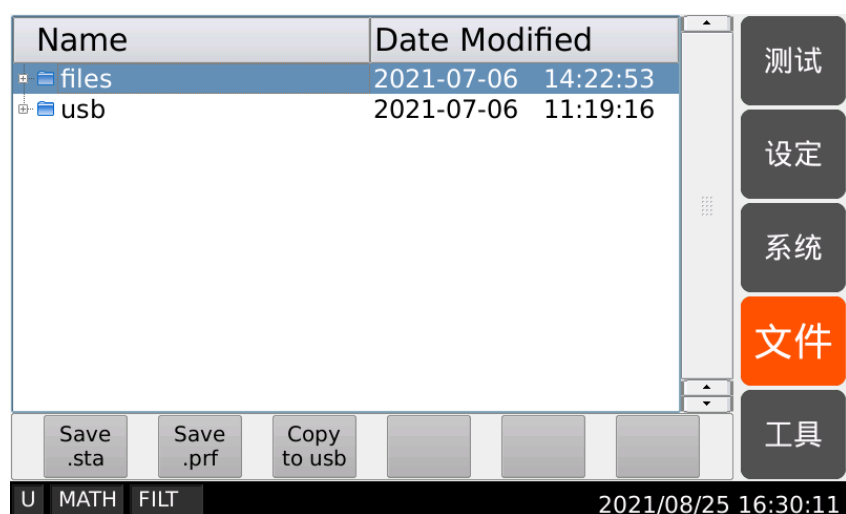 Name Date Modified
files 2021-07-06 14:22:53
usb 2021-07-06 11:19:16
测试
设定
系统
文件
工具
Save .sta
Save .prf
Copy to usb
U MATH FILT 2021/08/25 16:30:11